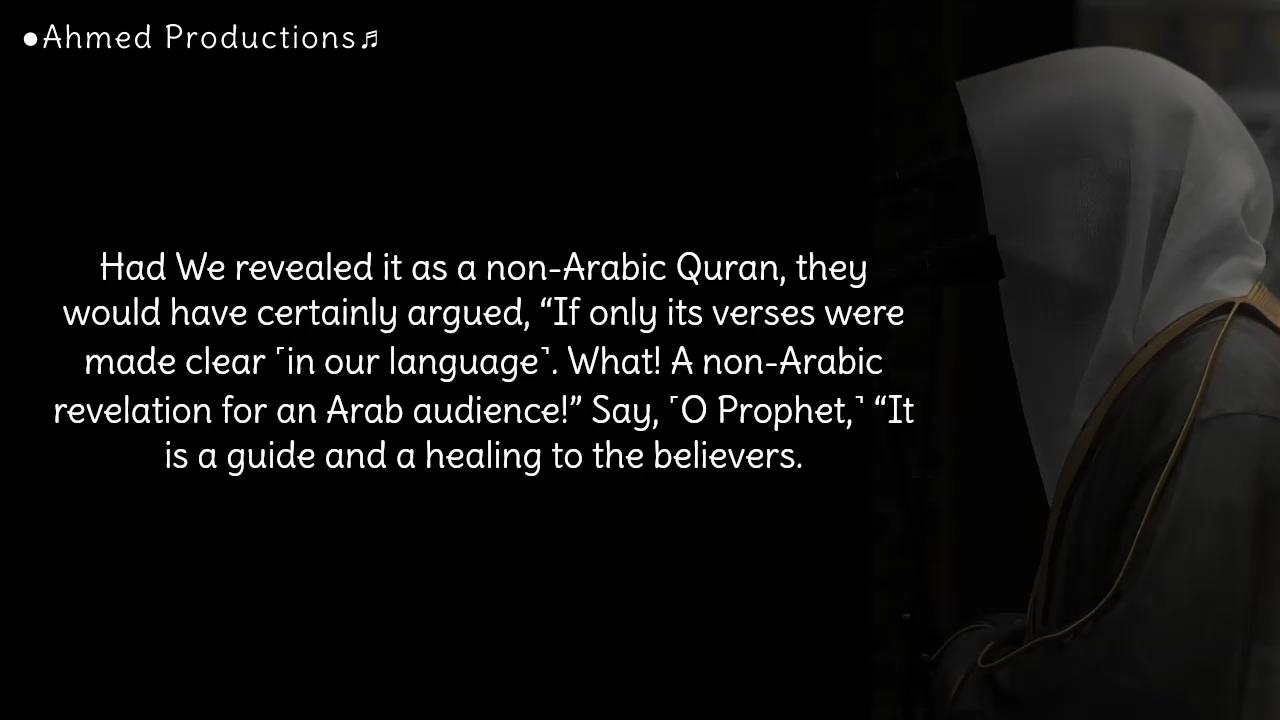 ●Ahmed Productions♬
Had We revealed it as a non-Arabic Quran, they
would have certainly argued, “If only its verses were
made clear ˹in our language˺. What! A non-Arabic
revelation for an Arab audience!” Say, ˹O Prophet,˺ “It
is a guide and a healing to the believers.